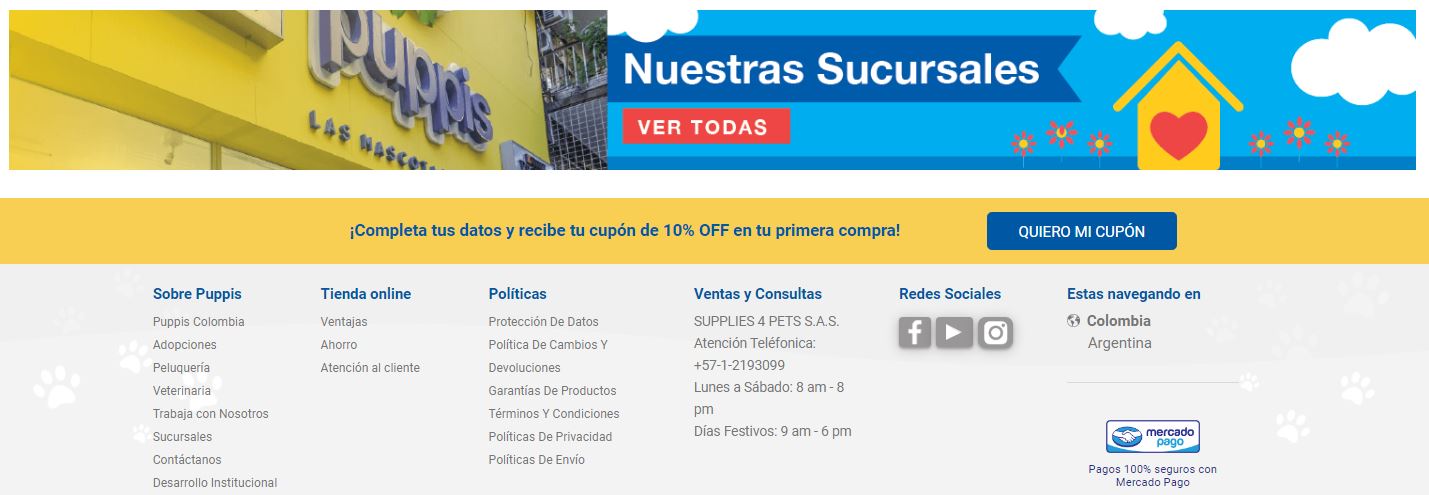 puppis
LAS MASCOTA
Nuestras Sucursales
VER TODAS
¡Completa tus datos y recibe tu cupón de 10% OFF en tu primera compra!
QUIERO MI CUPÓN
Sobre Puppis
Puppis Colombia
Adopciones
Peluquería
Veterinaria
Trabaja con Nosotros
Sucursales
Contáctanos
Desarrollo Institucional
Tienda online
Ventajas
Ahorro
Atención al cliente
Políticas
Protección De Datos
Política De Cambios Y
Devoluciones
Garantías De Productos
Términos Y Condiciones
Políticas De Privacidad
Políticas De Envío
Ventas y Consultas
SUPPLIES 4 PETS S.A.S.
Atención Teléfonica:
+57-1-2193099
Lunes a Sábado: 8 am - 8
pm
Días Festivos: 9 am - 6 pm
Redes Sociales
Estas navegando en
Colombia
Argentina
mercado
pago
Pagos 100% seguros con
Mercado Pago